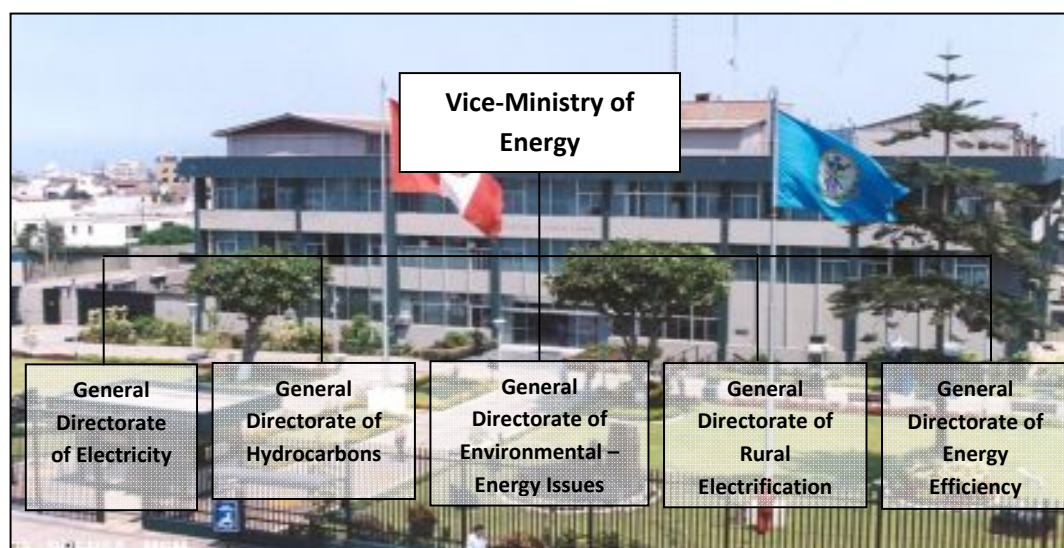 Vice-Ministry of
Energy
General
Directorate
of Electricity
General
Directorate of
Hydrocarbons
General
Directorate of
Environmental –
Energy Issues
General
Directorate of
Rural
Electrification
General
Directorate of
Energy
Efficiency